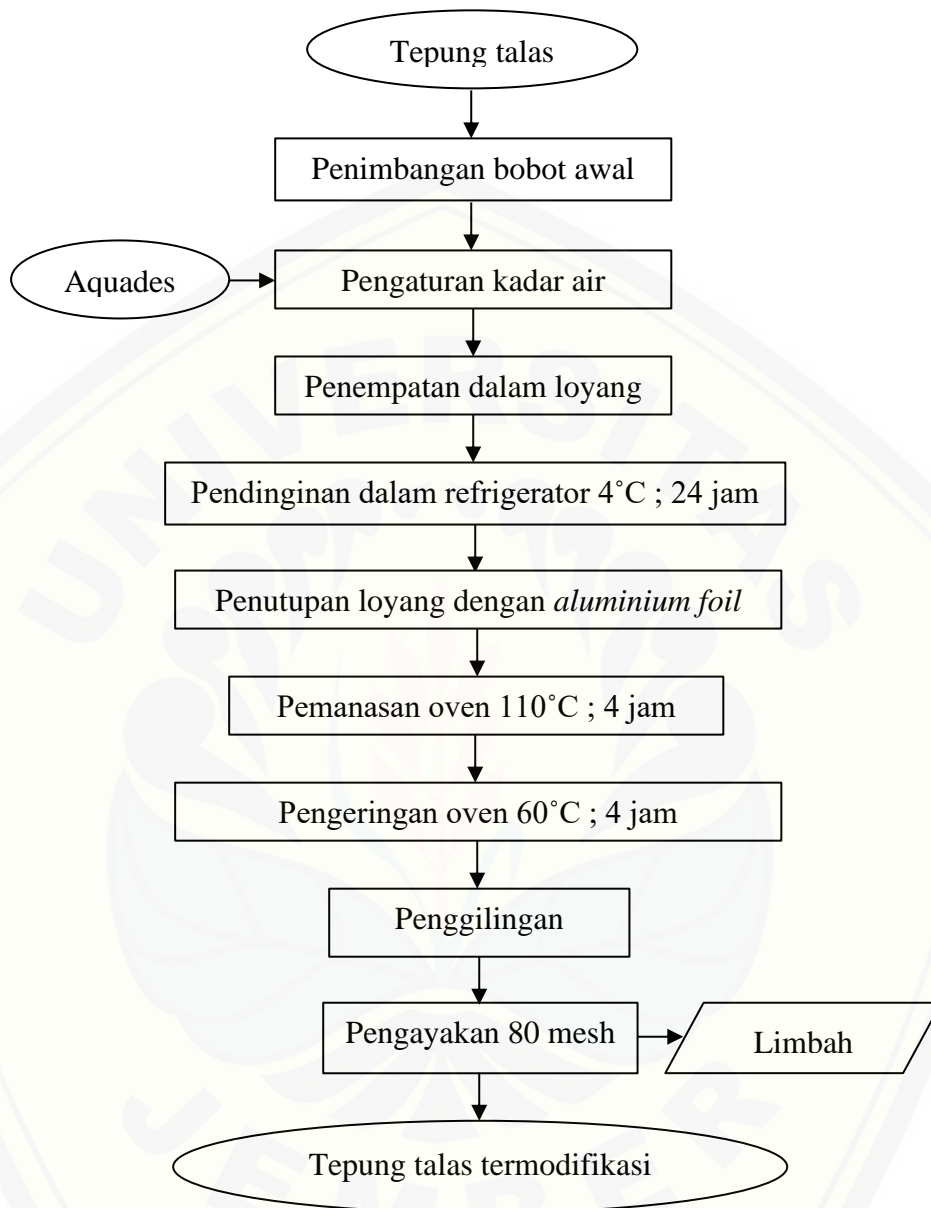 Tepung talas
Penimbangan bobot awal
Aquades
Pengaturan kadar air
Penempatan dalam loyang
Pendinginan dalam refrigerator 4˚C ; 24 jam
Penutupan loyang dengan aluminium foil
Pemanasan oven 110˚C ; 4 jam
Pengeringan oven 60˚C ; 4 jam
Penggilingan
Pengayakan 80 mesh
Limbah
Tepung talas termodifikasi
UNIVERSITAS
JEMBER